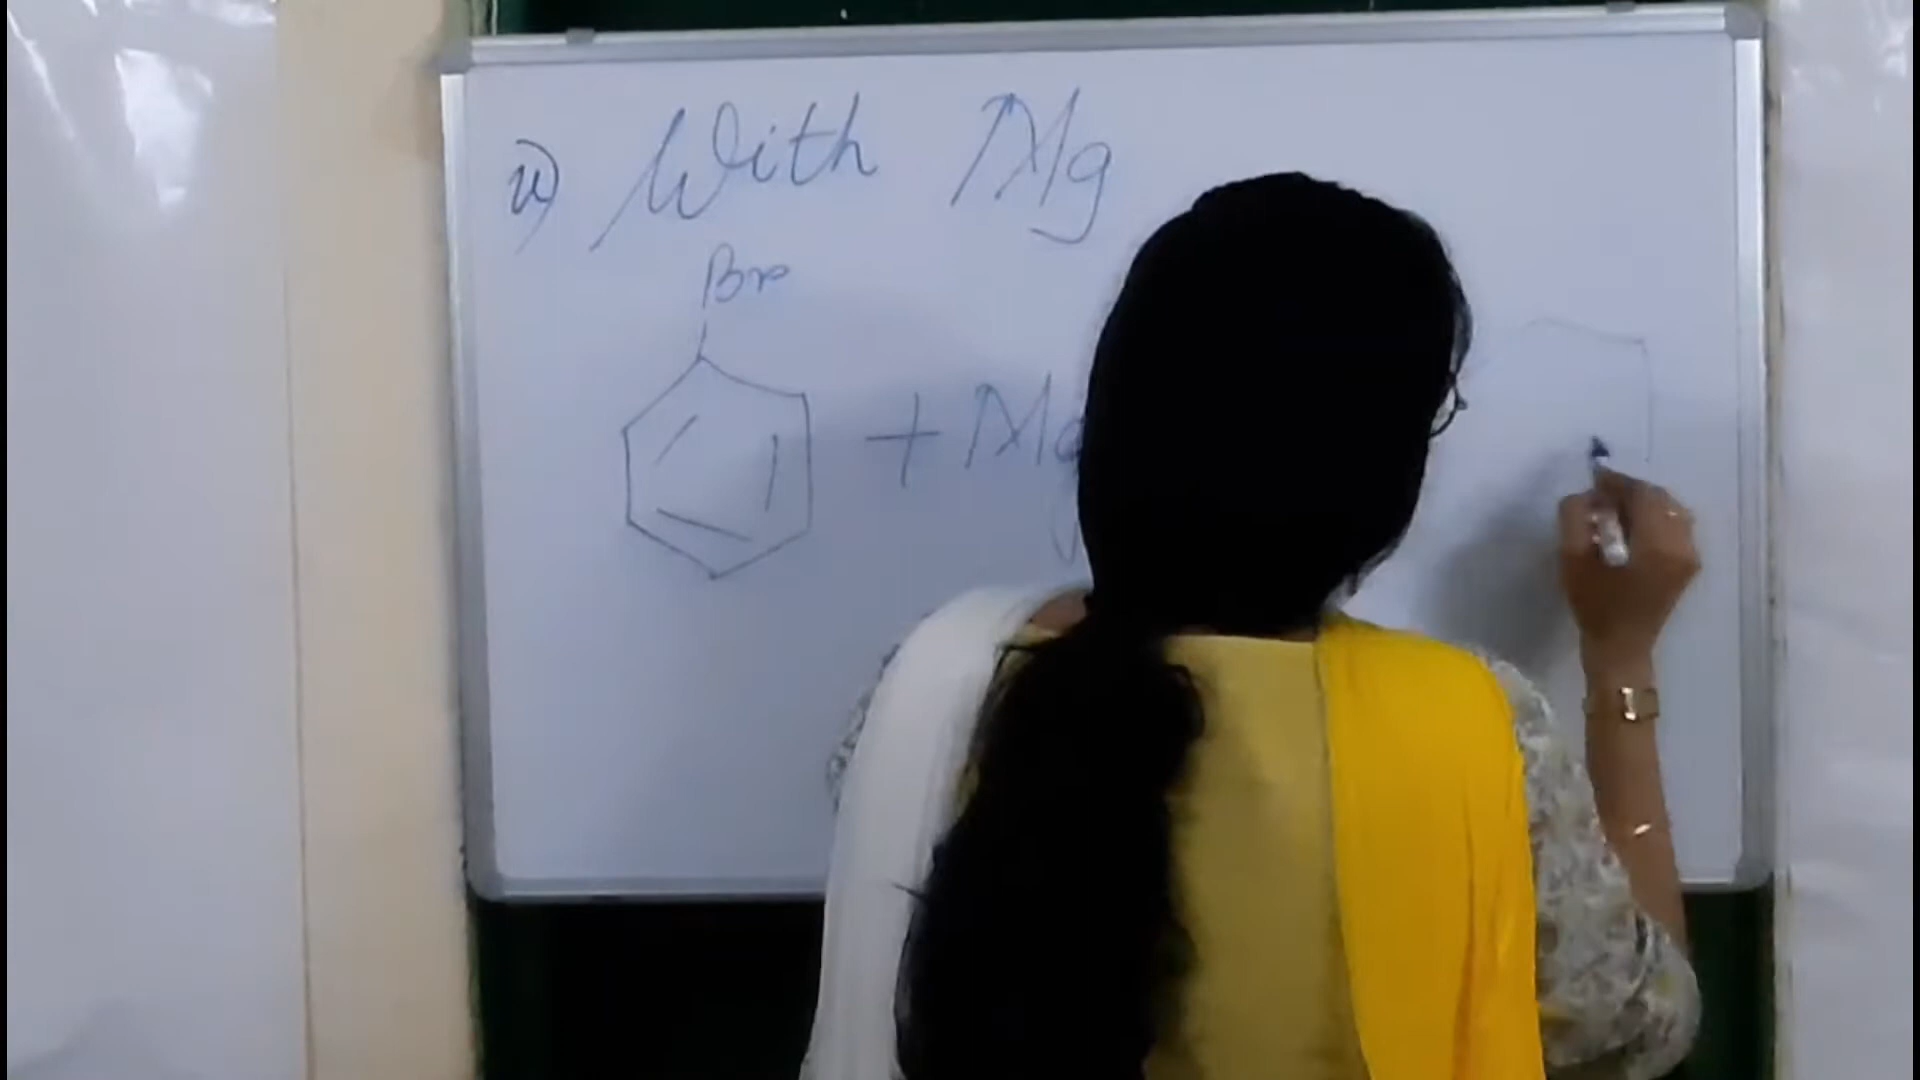 ii) With Mg
Br
+ Mg